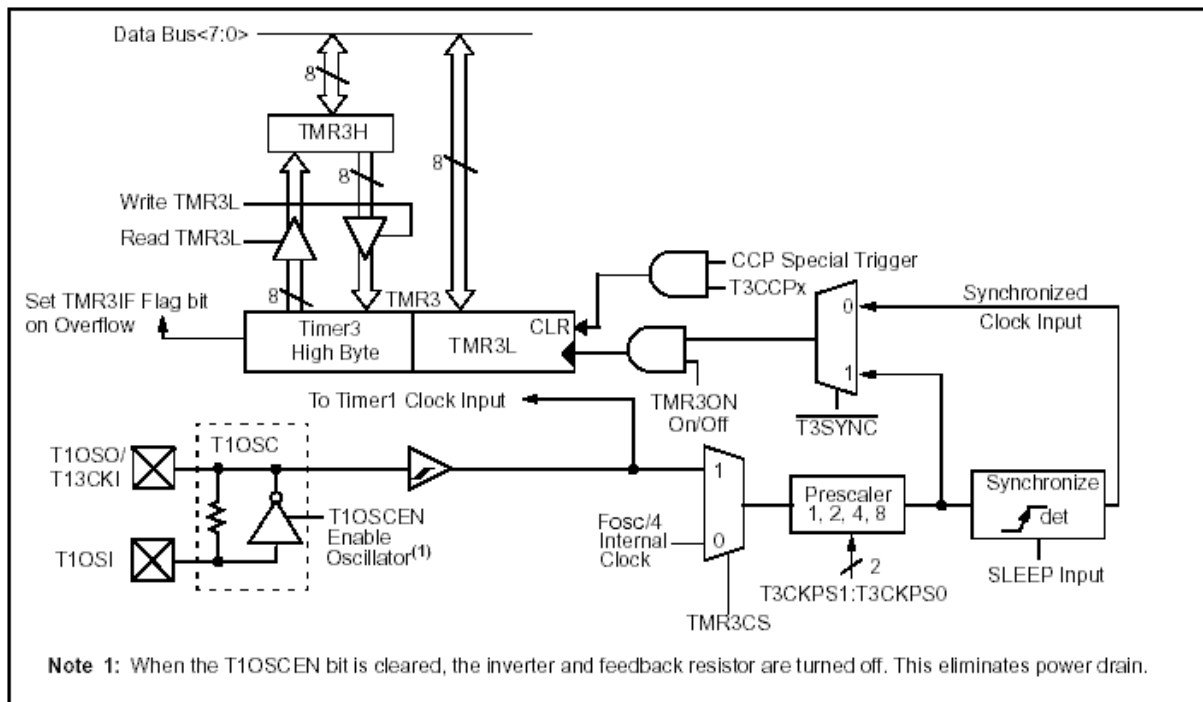 Data Bus<7:0>
8
TMR3H
8
8
Write TMR3L
Read TMR3L
8
TMR3
CCP Special Trigger
T3CCPx
Set TMR3IF Flag bit
on Overflow
Timer3
High Byte
TMR3L
CLR
0
1
Synchronized
Clock Input
To Timer1 Clock Input
TMR3ON
On/Off
T3SYNC
T1OSO/
T13CKI
T1OSC
T1OSCEN
Enable
Oscillator(1)
T1OSI
1
0
Fosc/4
Internal
Clock
Prescaler
1, 2, 4, 8
Synchronize
det
2
T3CKPS1:T3CKPS0
SLEEP Input
TMR3CS
Note 1: When the T1OSCEN bit is cleared, the inverter and feedback resistor are turned off. This eliminates power drain.